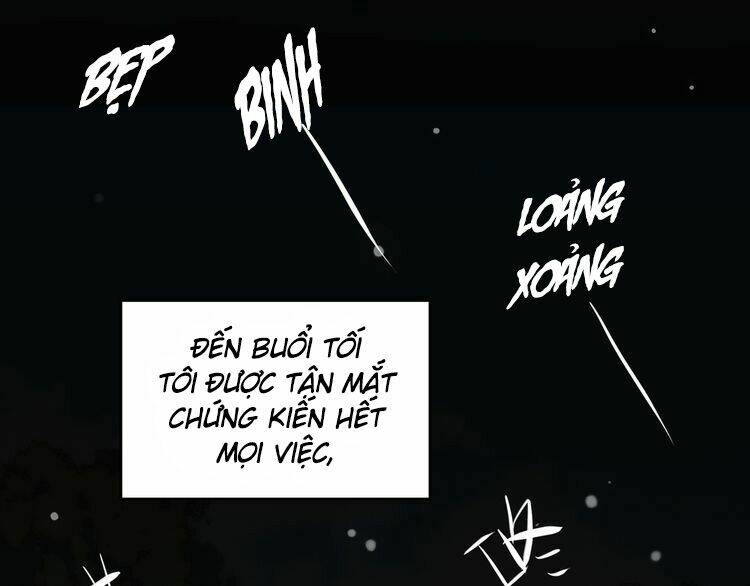 BẸP
BINH
LOẢNG
XOẢNG
ĐẾN BUỔI TỐI
TÔI ĐƯỢC TẬN MẮT
CHỨNG KIẾN HẾT
MỌI VIỆC,